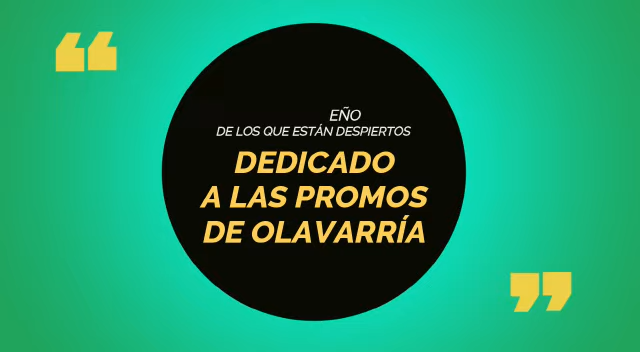 EÑO
DE LOS QUE ESTÁN DESPIERTOS
DEDICADO
A LAS PROMOS
DE OLAVARRÍA